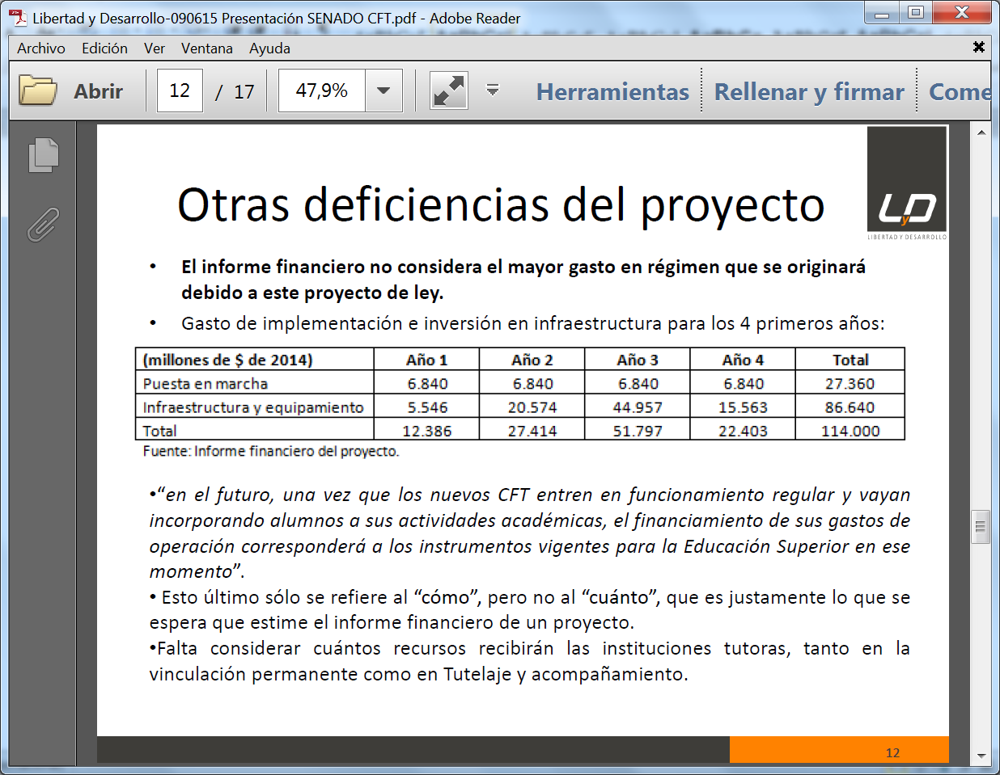 Libertad y Desarrollo-090615 Presentación SENADO CFT.pdf - Adobe Reader
Archivo Edición Ver Ventana Ayuda
Abrir 12 / 17 47,9% Herramientas Rellenar y firmar Come
LyD
LIBERTAD Y DESARROLLO
Otras deficiencias del proyecto
• El informe financiero no considera el mayor gasto en régimen que se originará
debido a este proyecto de ley.
• Gasto de implementación e inversión en infraestructura para los 4 primeros años:
(millones de $ de 2014) Año 1 Año 2 Año 3 Año 4 Total
Puesta en marcha 6.840 6.840 6.840 6.840 27.360
Infraestructura y equipamiento 5.546 20.574 44.957 15.563 86.640
Total 12.386 27.414 51.797 22.403 114.000
Fuente: Informe financiero del proyecto.
•“en el futuro, una vez que los nuevos CFT entren en funcionamiento regular y vayan
incorporando alumnos a sus actividades académicas, el financiamiento de sus gastos de
operación corresponderá a los instrumentos vigentes para la Educación Superior en ese
momento”.
• Esto último sólo se refiere al “cómo”, pero no al “cuánto”, que es justamente lo que se
espera que estime el informe financiero de un proyecto.
•Falta considerar cuántos recursos recibirán las instituciones tutoras, tanto en la
vinculación permanente como en Tutelaje y acompañamiento.
12